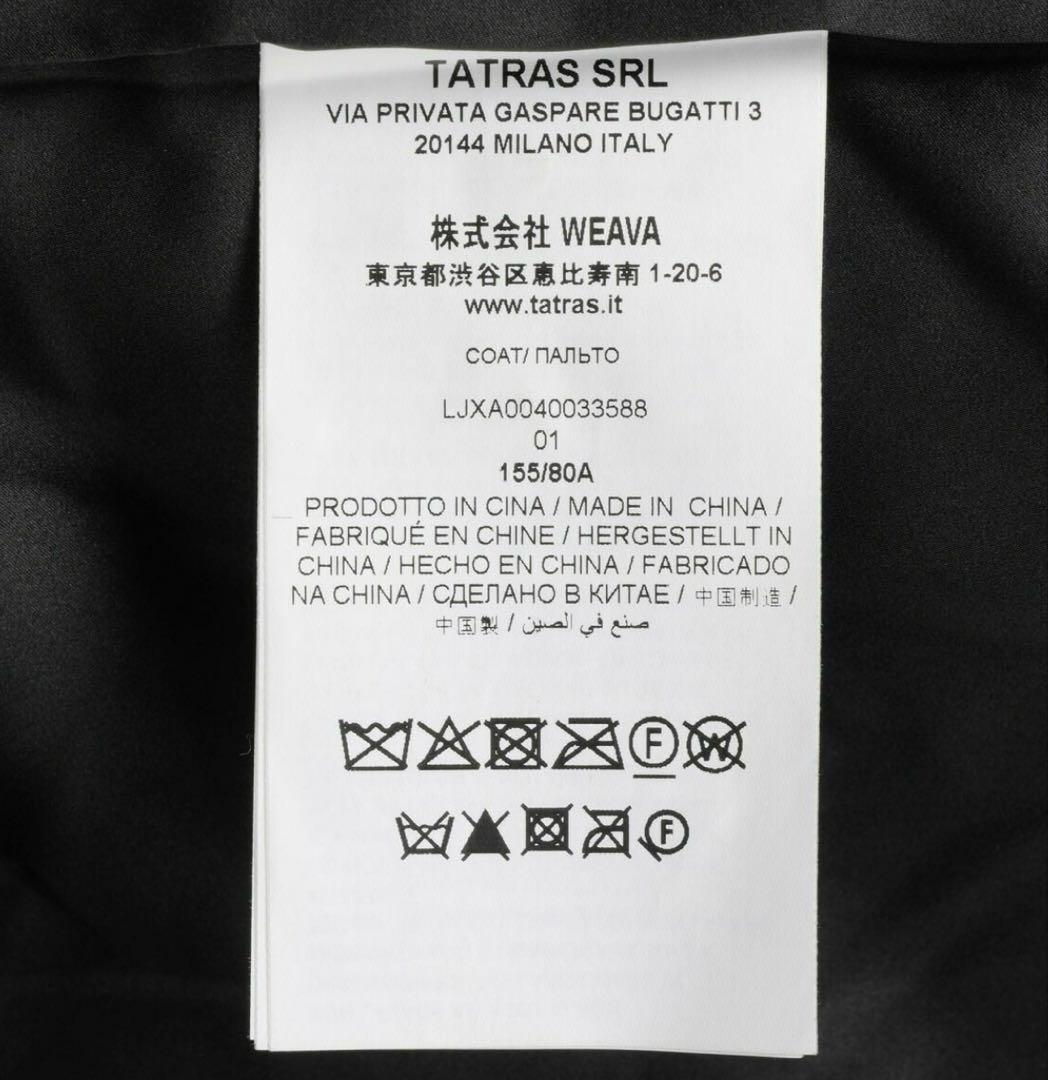 TATRAS SRL
VIA PRIVATA GASPARE BUGATTI 3
20144 MILANO ITALY
株式会社 WEAVA
東京都渋谷区恵比寿南 1-20-6
www.tatras.it
COAT/ ПАЛЬТО
LJXA0040033588
01
155/80A
PRODOTTO IN CINA / MADE IN CHINA /
FABRIQUÉ EN CHINE / HERGESTELLT IN
CHINA / HECHO EN CHINA / FABRICADO
NA CHINA / СДЕЛАНО В КИТАЕ / 中国制造 /
中国製 / صنع في الصين
F W
F